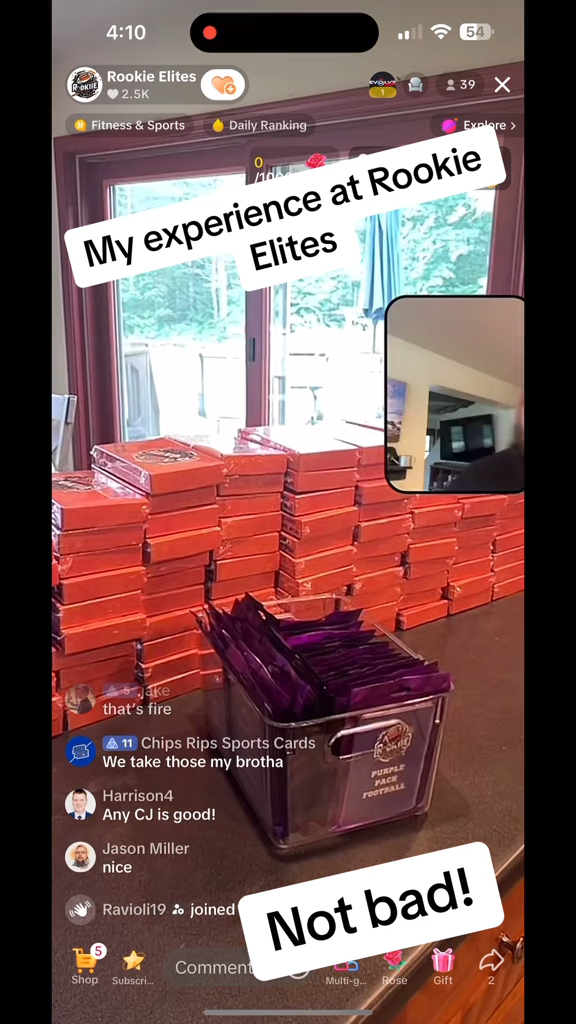 4:10
54
Rookie Elites
2.5K
39
Fitness & Sports
Daily Ranking
Explore >
0
My experience at Rookie
Elites
5 .jake
that's fire
11 Chips Rips Sports Cards
We take those my brotha
Harrison4
Any CJ is good!
Jason Miller
nice
Ravioli19 joined
ROOKIE
PURPLE
PACK
FOOTBALL
Not bad!
5
Shop
Subscri...
Comment
Multi-g...
Rose
Gift
2